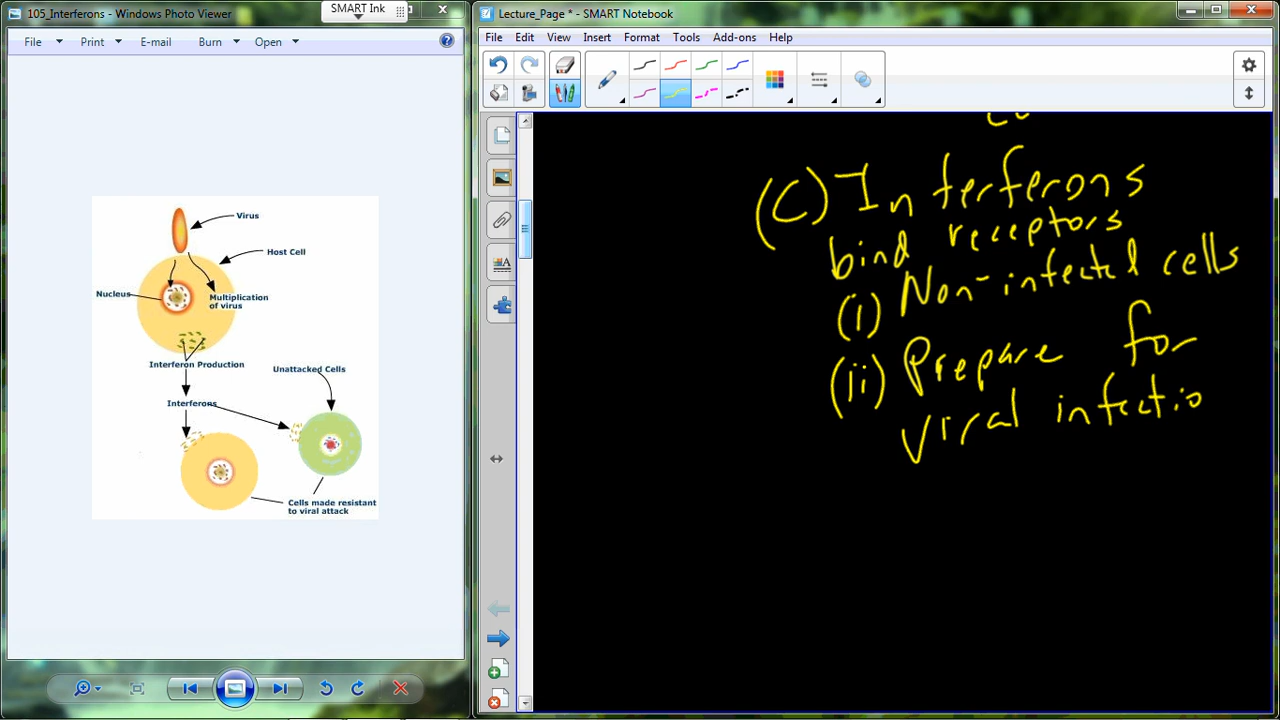 105_Interferons - Windows Photo Viewer
SMART Ink
File Print E-mail Burn Open
Virus
Host Cell
Nucleus
Multiplication
of virus
Interferon Production
Unattacked Cells
Interferons
Cells made resistant
to viral attack
Lecture_Page * - SMART Notebook
File Edit View Insert Format Tools Add-ons Help
(C) Interferons
bind receptors
(i) Non-infected cells
(ii) Prepare for
viral infectio